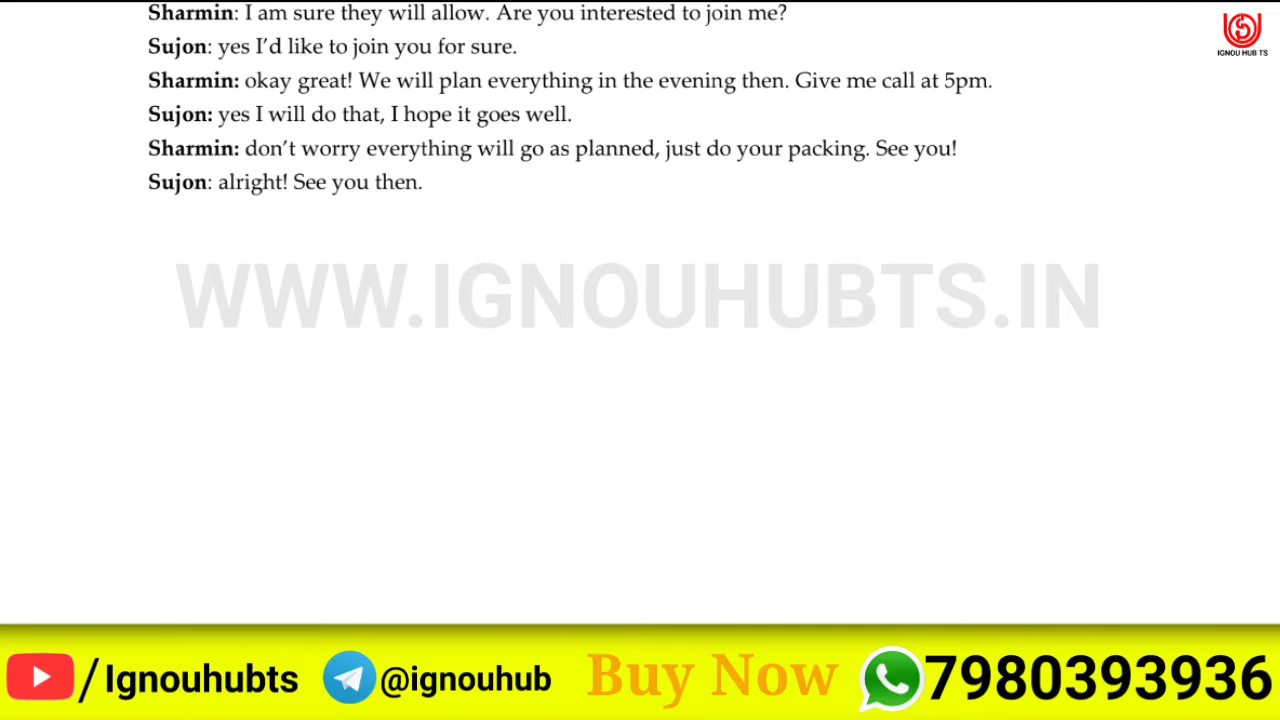 Sharmin: I am sure they will allow. Are you interested to join me?
IGNOU HUB TS
Sujon: yes I'd like to join you for sure.
Sharmin: okay great! We will plan everything in the evening then. Give me call at 5pm.
Sujon: yes I will do that, I hope it goes well.
Sharmin: don't worry everything will go as planned, just do your packing. See you!
Sujon: alright! See you then.
WWW.IGNOUHUBTS.IN
/Ignouhubts @ignouhub Buy Now 7980393936